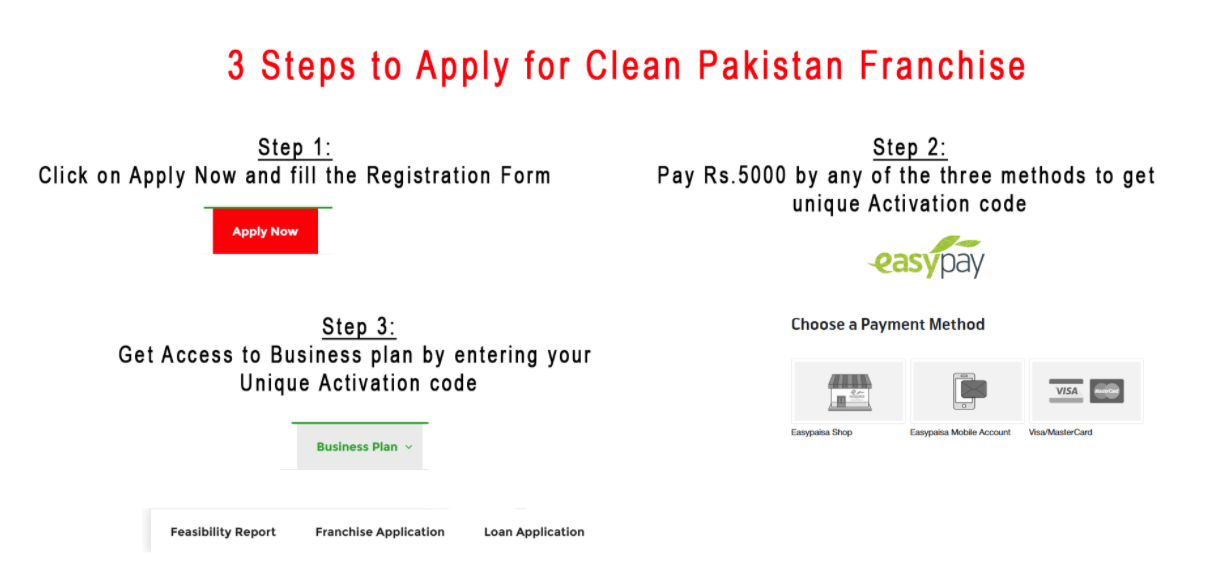 3 Steps to Apply for Clean Pakistan Franchise
Step 1:
Click on Apply Now and fill the Registration Form
Apply Now
Step 2:
Pay Rs.5000 by any of the three methods to get
unique Activation code
easypay
Choose a Payment Method
VISA
MasterCard
Easypaisa Shop
Easypaisa Mobile Account
Visa/MasterCard
Step 3:
Get Access to Business plan by entering your
Unique Activation code
Business Plan
Feasibility Report
Franchise Application
Loan Application